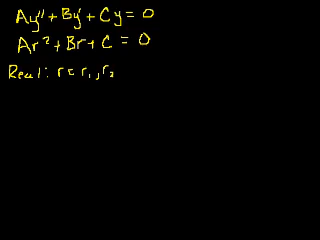 Ay'' + By' + Cy = 0
Ar² + Br + C = 0
Real: r = r₁, r₂